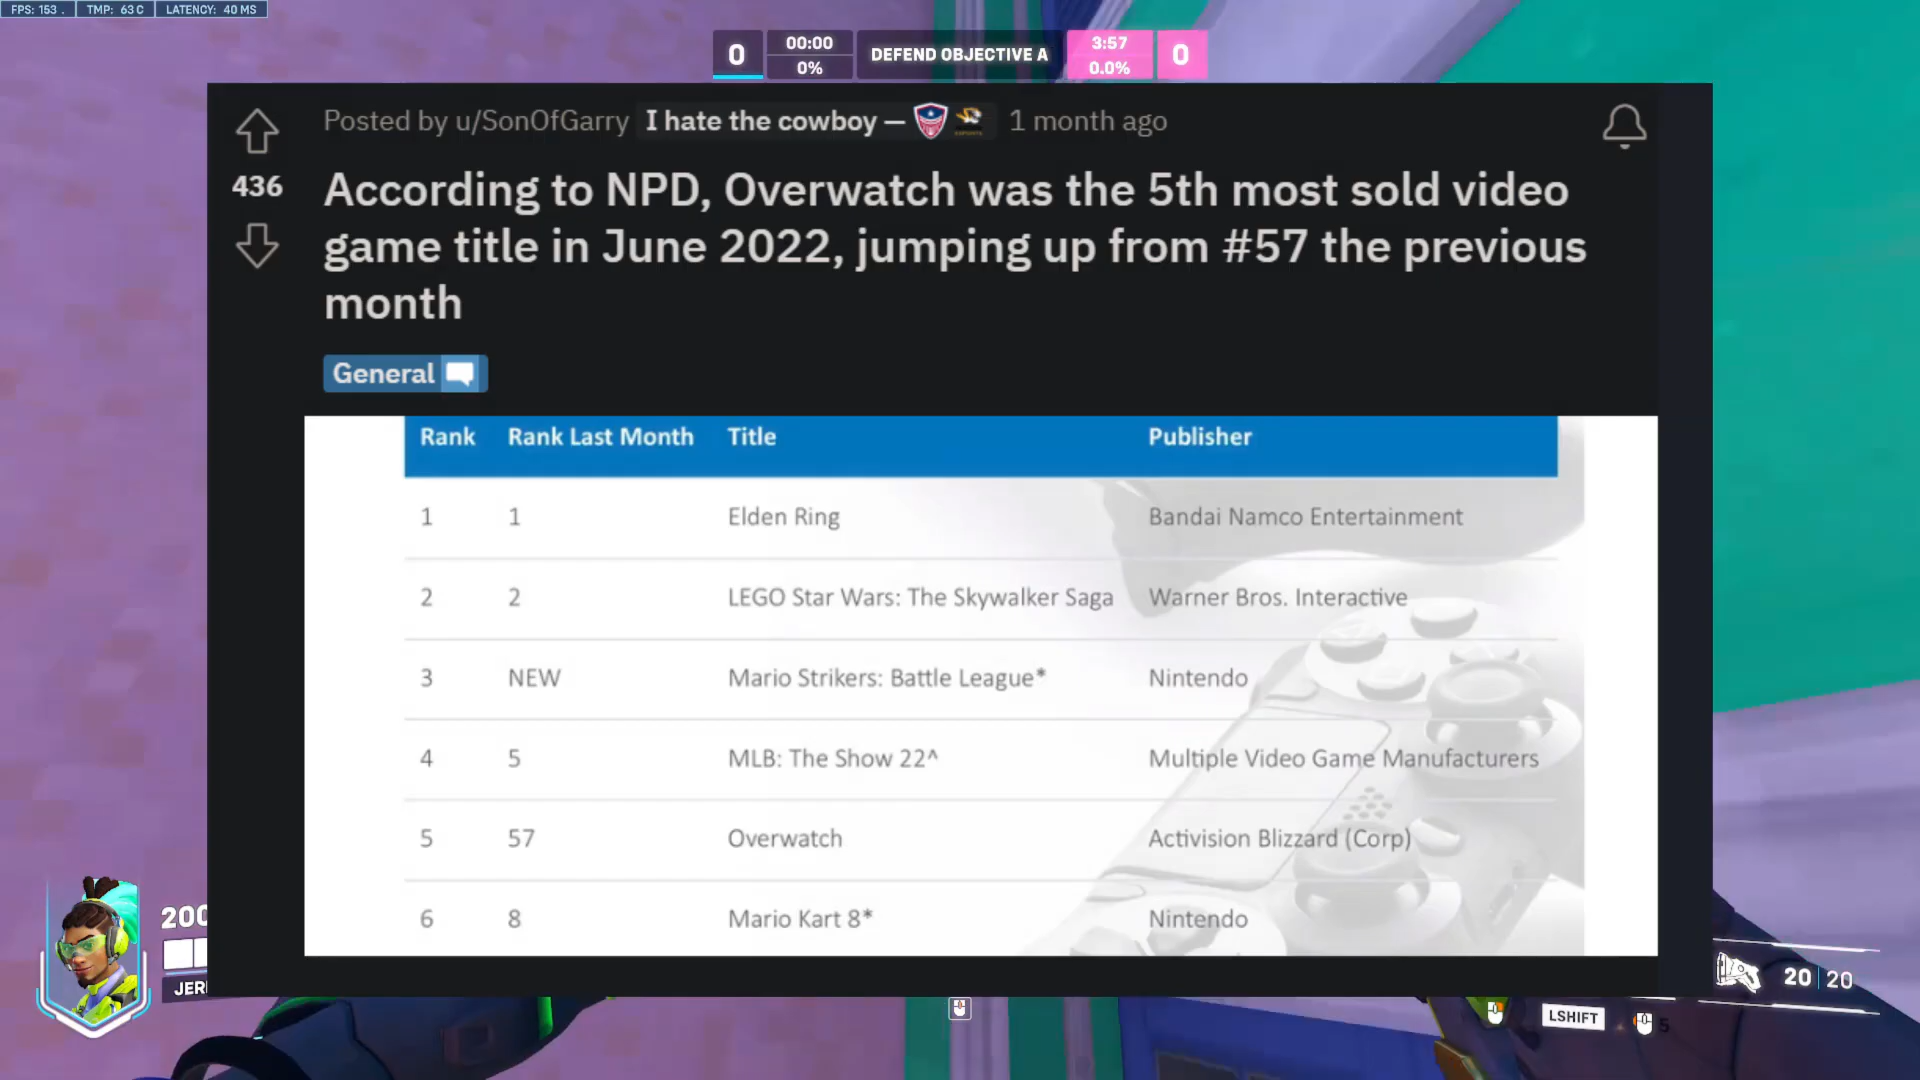 FPS: 153 . TMP: 63 C LATENCY: 40 MS
0 00:00 0% DEFEND OBJECTIVE A 3:57 0.0% 0
Posted by u/SonOfGarry I hate the cowboy — 1 month ago
436
According to NPD, Overwatch was the 5th most sold video
game title in June 2022, jumping up from #57 the previous
month
General
Rank Rank Last Month Title Publisher
1 1 Elden Ring Bandai Namco Entertainment
2 2 LEGO Star Wars: The Skywalker Saga Warner Bros. Interactive
3 NEW Mario Strikers: Battle League* Nintendo
4 5 MLB: The Show 22^ Multiple Video Game Manufacturers
5 57 Overwatch Activision Blizzard (Corp)
6 8 Mario Kart 8* Nintendo
200
JER
20 | 20
LSHIFT 5